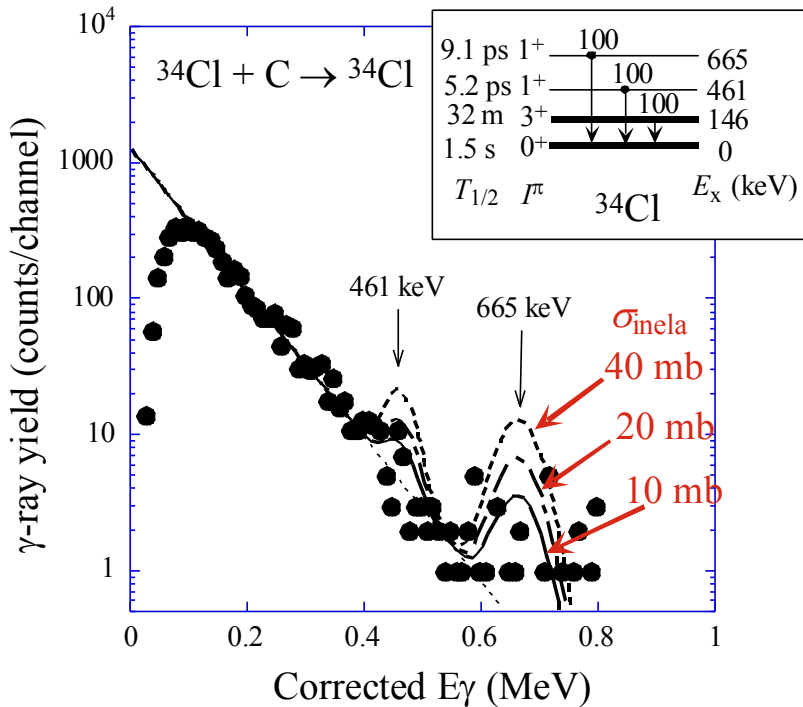 10⁴
1000
100
10
1
γ-ray yield (counts/channel)
³⁴Cl + C → ³⁴Cl
9.1 ps 1⁺ 100 665
5.2 ps 1⁺ 100 461
32 m 3⁺ 100 146
1.5 s 0⁺ 0
T₁/₂ Iᵖ ³⁴Cl Eₓ (keV)
461 keV
665 keV
σinela
40 mb
20 mb
10 mb
0 0.2 0.4 0.6 0.8 1
Corrected Eγ (MeV)